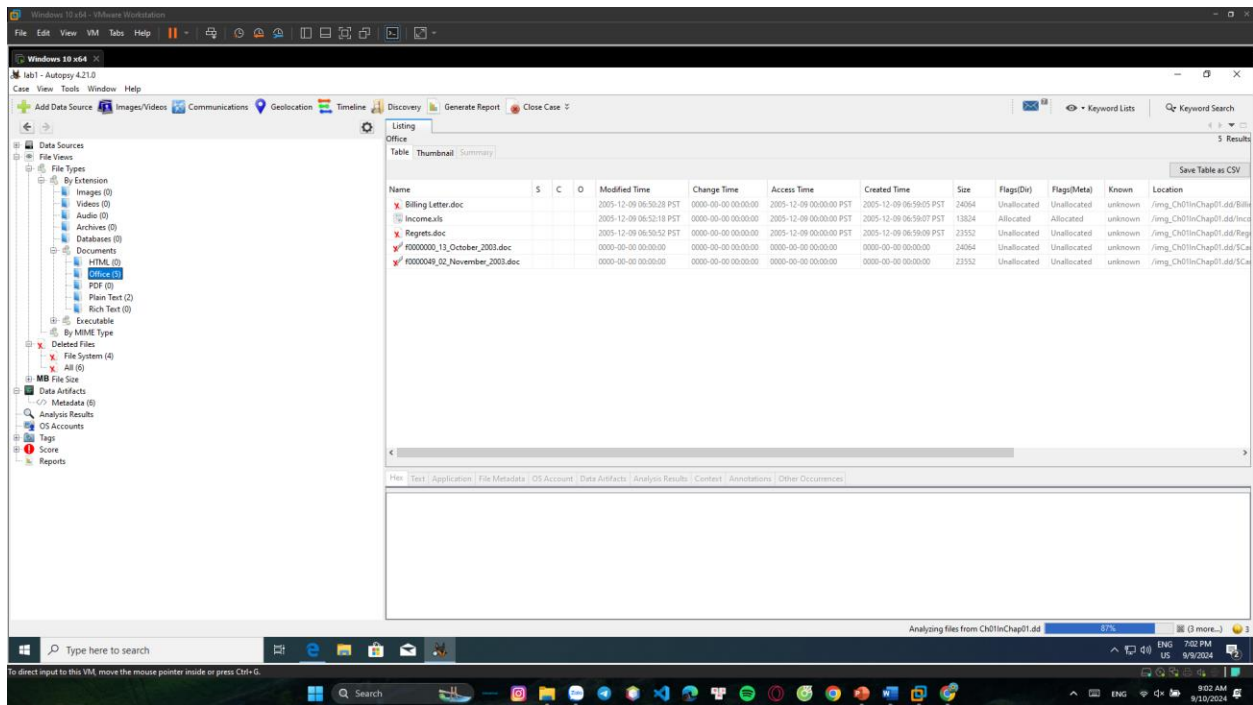 Windows 10 x64 - VMware Workstation
File Edit View VM Tabs Help
Windows 10 x64
lab1 - Autopsy 4.21.0
Case View Tools Window Help
Add Data Source Images/Videos Communications Geolocation Timeline Discovery Generate Report Close Case Keyword Lists Keyword Search
Data Sources
File Views
File Types
By Extension
Images (0)
Videos (0)
Audio (0)
Archives (0)
Databases (0)
Documents
HTML (0)
Office (5)
PDF (0)
Plain Text (2)
Rich Text (0)
Executable
By MIME Type
Deleted Files
File System (4)
All (6)
MB File Size
Data Artifacts
Metadata (6)
Analysis Results
OS Accounts
Tags
Score
Reports
Listing
Office 5 Results
Table Thumbnail Summary
Save Table as CSV
Name S C O Modified Time Change Time Access Time Created Time Size Flags(Dir) Flags(Meta) Known Location
Billing Letter.doc 2005-12-09 06:50:28 PST 0000-00-00 00:00:00 2005-12-09 00:00:00 PST 2005-12-09 06:59:05 PST 24064 Unallocated Unallocated unknown /img_Ch01InChap01.dd/Billi
Income.xls 2005-12-09 06:52:18 PST 0000-00-00 00:00:00 2005-12-09 00:00:00 PST 2005-12-09 06:59:07 PST 13824 Allocated Allocated unknown /img_Ch01InChap01.dd/Inco
Regrets.doc 2005-12-09 06:50:52 PST 0000-00-00 00:00:00 2005-12-09 00:00:00 PST 2005-12-09 06:59:09 PST 23552 Unallocated Unallocated unknown /img_Ch01InChap01.dd/Regr
f0000000_13_October_2003.doc 0000-00-00 00:00:00 0000-00-00 00:00:00 0000-00-00 00:00:00 0000-00-00 00:00:00 24064 Unallocated Unallocated unknown /img_Ch01InChap01.dd/$Car
f0000049_02_November_2003.doc 0000-00-00 00:00:00 0000-00-00 00:00:00 0000-00-00 00:00:00 0000-00-00 00:00:00 23552 Unallocated Unallocated unknown /img_Ch01InChap01.dd/$Car
Hex Text Application File Metadata OS Account Data Artifacts Analysis Results Context Annotations Other Occurrences
Analyzing files from Ch01InChap01.dd 87% (3 more...) 3
Type here to search
ENG 7:02 PM
US 9/9/2024
2
To direct input to this VM, move the mouse pointer inside or press Ctrl+G.
Search
ENG 9:02 AM
9/10/2024